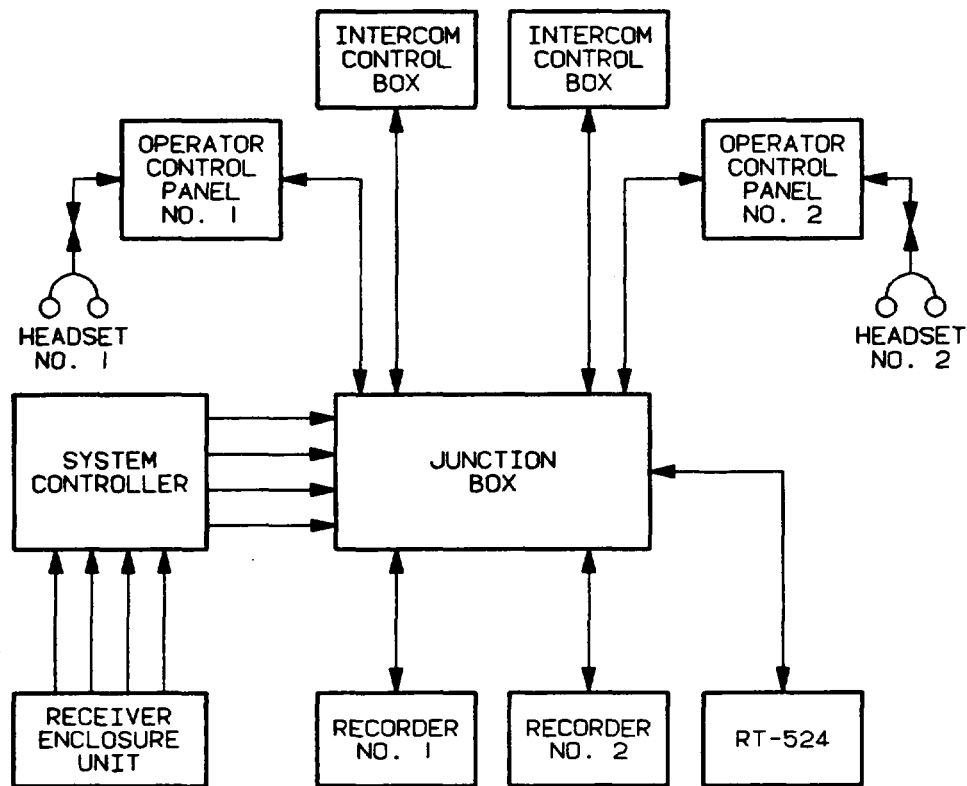 INTERCOM
CONTROL
BOX
INTERCOM
CONTROL
BOX
OPERATOR
CONTROL
PANEL
NO. 1
OPERATOR
CONTROL
PANEL
NO. 2
HEADSET
NO. 1
HEADSET
NO. 2
SYSTEM
CONTROLLER
JUNCTION
BOX
RECEIVER
ENCLOSURE
UNIT
RECORDER
NO. 1
RECORDER
NO. 2
RT-524